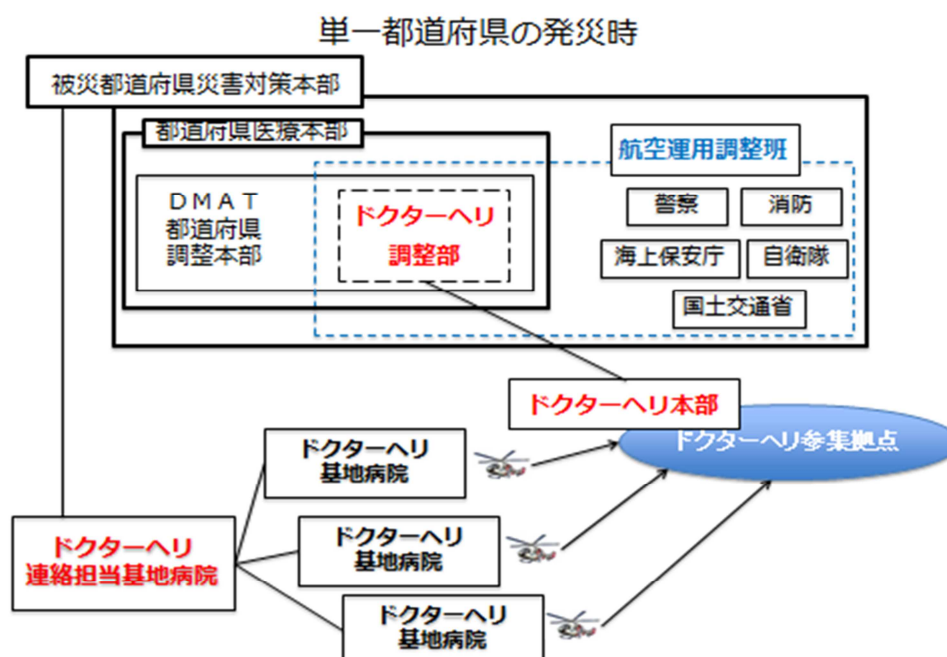 単一都道府県の発災時
被災都道府県災害対策本部
都道府県医療本部
航空運用調整班
DMAT
都道府県
調整本部
ドクターヘリ
調整部
警察
消防
海上保安庁
自衛隊
国土交通省
ドクターヘリ本部
ドクターヘリ参集拠点
ドクターヘリ
基地病院
ドクターヘリ
基地病院
ドクターヘリ
連絡担当基地病院
ドクターヘリ
基地病院